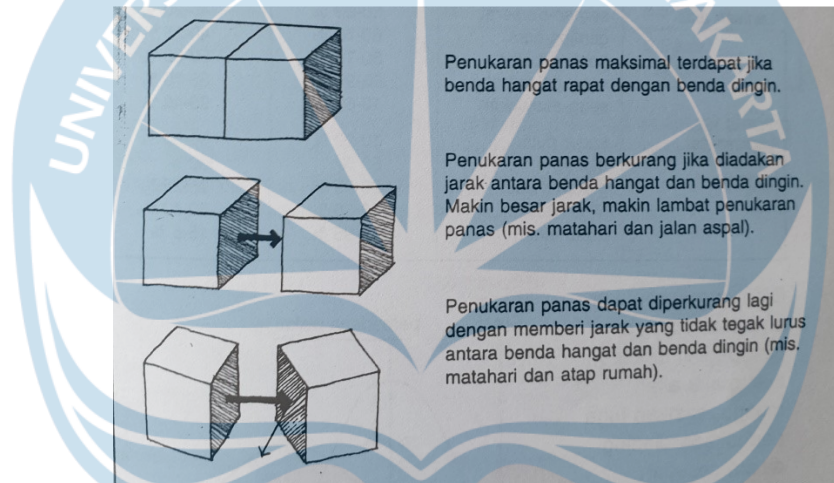 UNIVERS
AKARTA
Penukaran panas maksimal terdapat jika
benda hangat rapat dengan benda dingin.
Penukaran panas berkurang jika diadakan
jarak antara benda hangat dan benda dingin.
Makin besar jarak, makin lambat penukaran
panas (mis. matahari dan jalan aspal).
Penukaran panas dapat diperkurang lagi
dengan memberi jarak yang tidak tegak lurus
antara benda hangat dan benda dingin (mis.
matahari dan atap rumah).